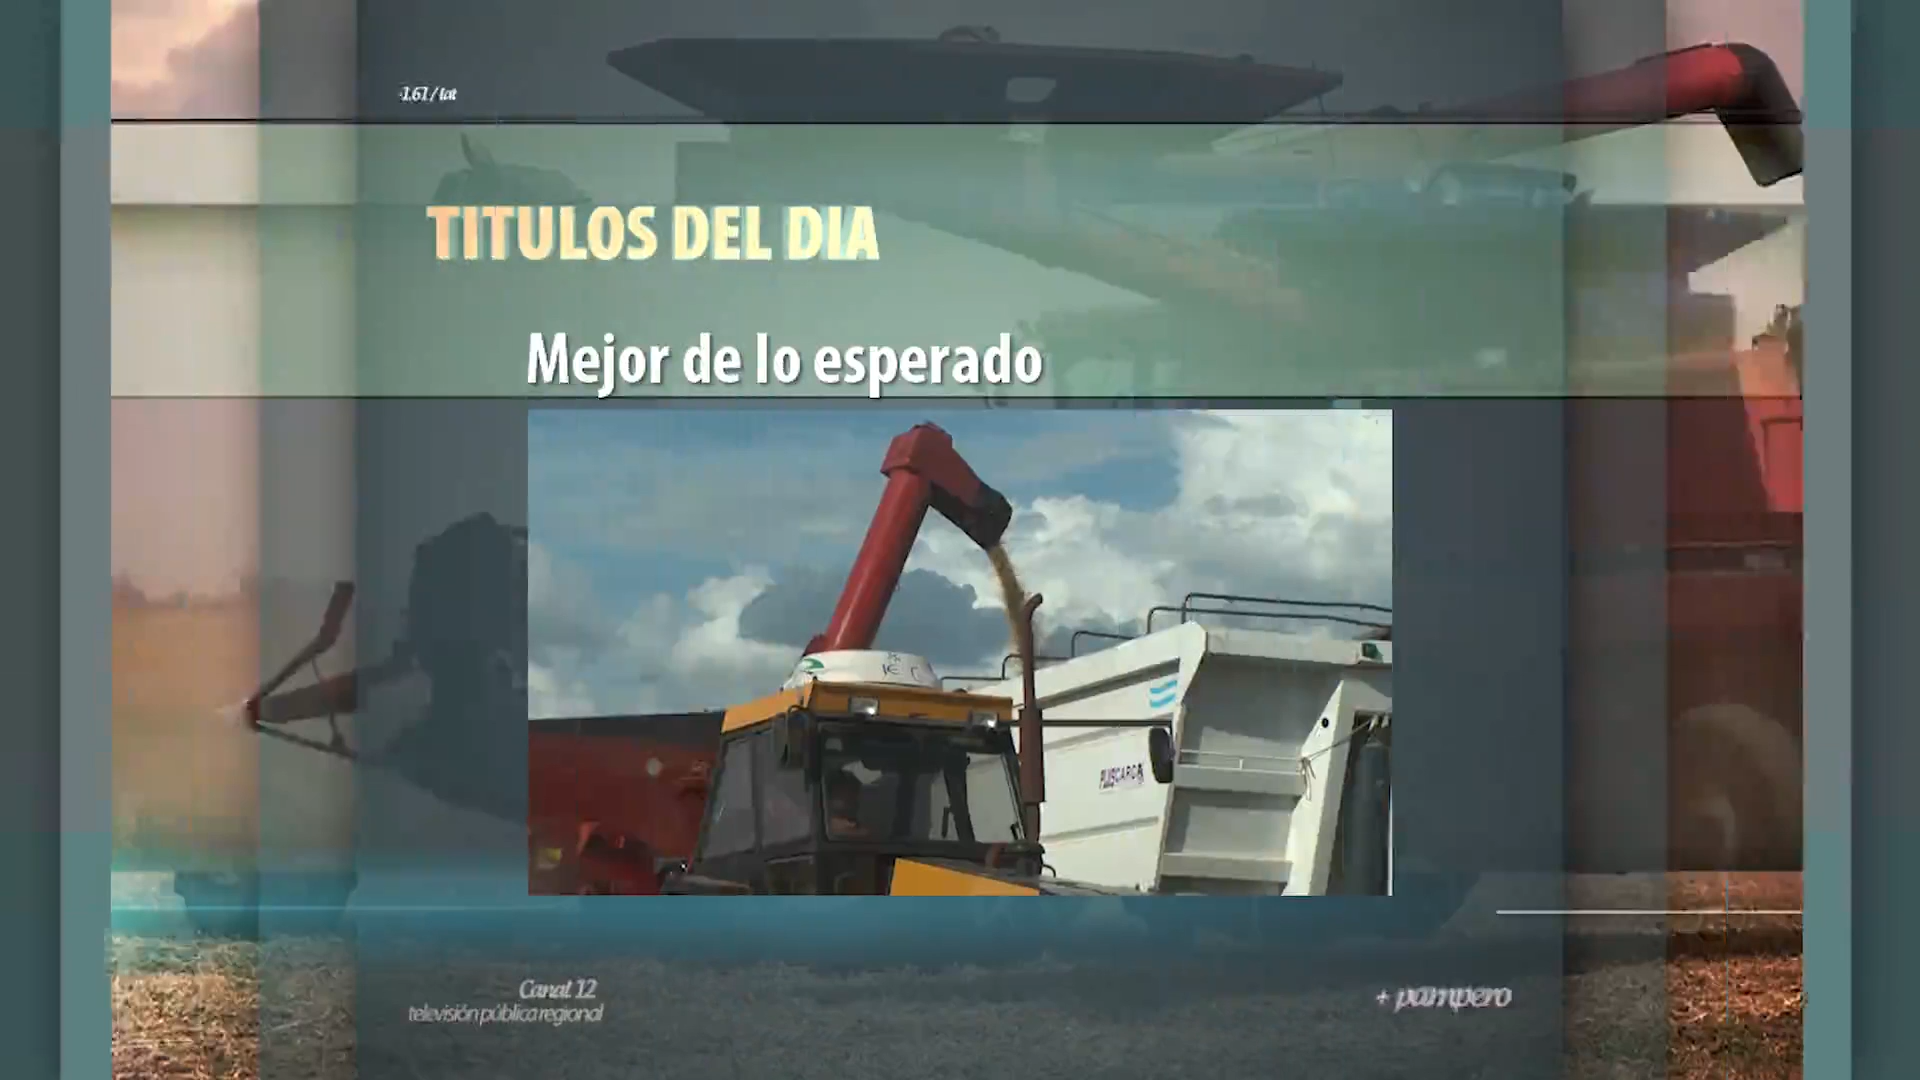 TITULOS DEL DIA
Mejor de lo esperado
Canal 12
televisión pública regional
+ pampero